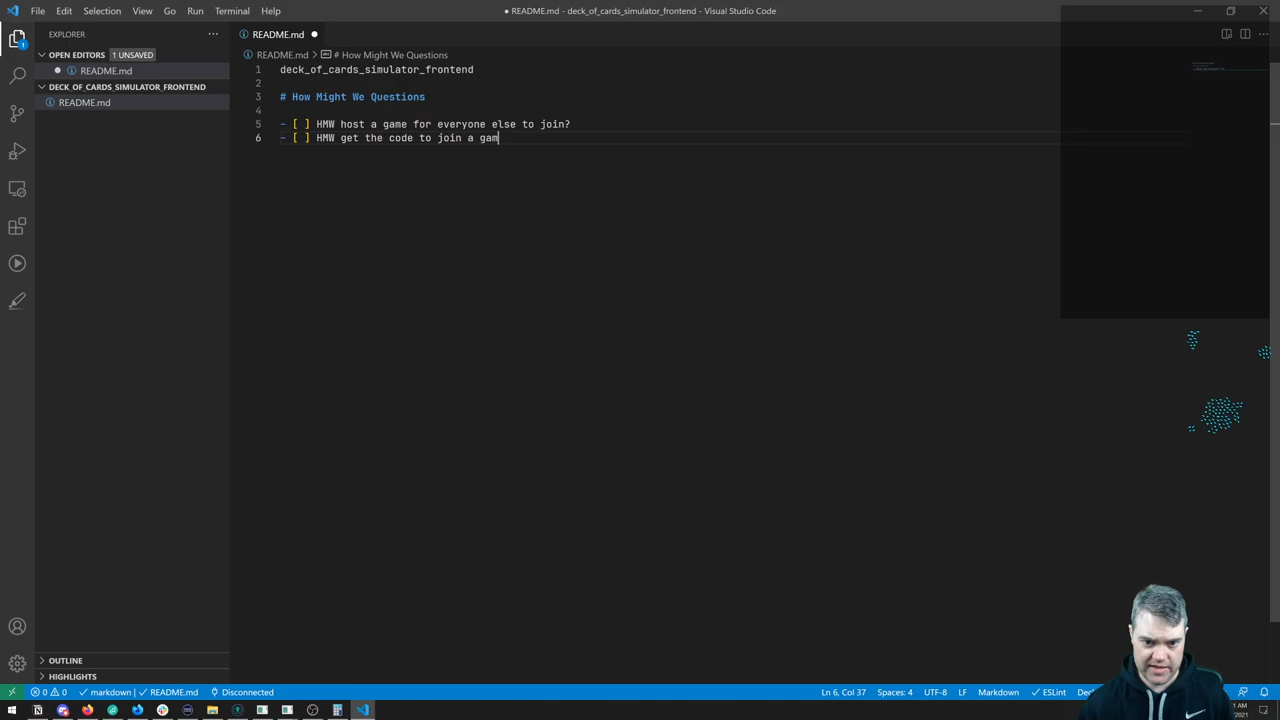 File Edit Selection View Go Run Terminal Help
● README.md - deck_of_cards_simulator_frontend - Visual Studio Code
EXPLORER ···
README.md ●
OPEN EDITORS 1 UNSAVED
README.md > # How Might We Questions
● README.md
1 deck_of_cards_simulator_frontend
DECK_OF_CARDS_SIMULATOR_FRONTEND
2
README.md
3 # How Might We Questions
4
5 - [ ] HMW host a game for everyone else to join?
6 - [ ] HMW get the code to join a gam
1
OUTLINE
HIGHLIGHTS
0 0 markdown | README.md Disconnected
Ln 6, Col 37 Spaces: 4 UTF-8 LF Markdown ESLint
1 AM
2021